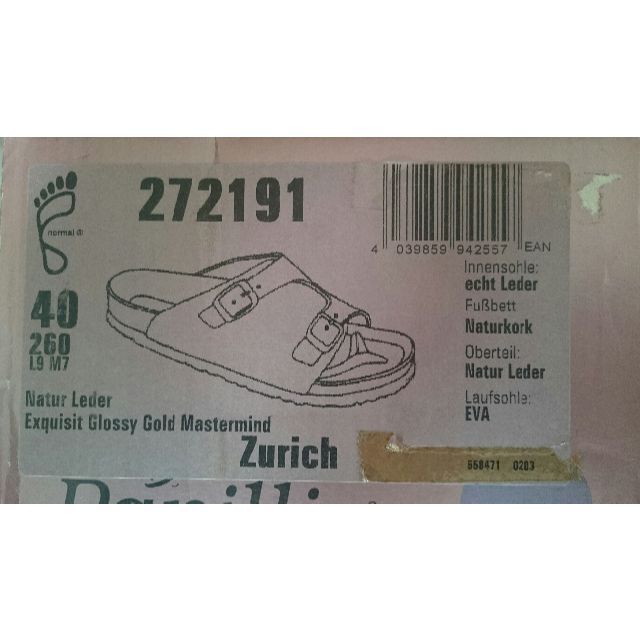 272191
normal ®
40
260
L9 M7
4 039859 942557 EAN
Innensohle:
echt Leder
Fußbett
Naturkork
Oberteil:
Natur Leder
Laufsohle:
EVA
Natur Leder
Exquisit Glossy Gold Mastermind
Zurich
558471 0203